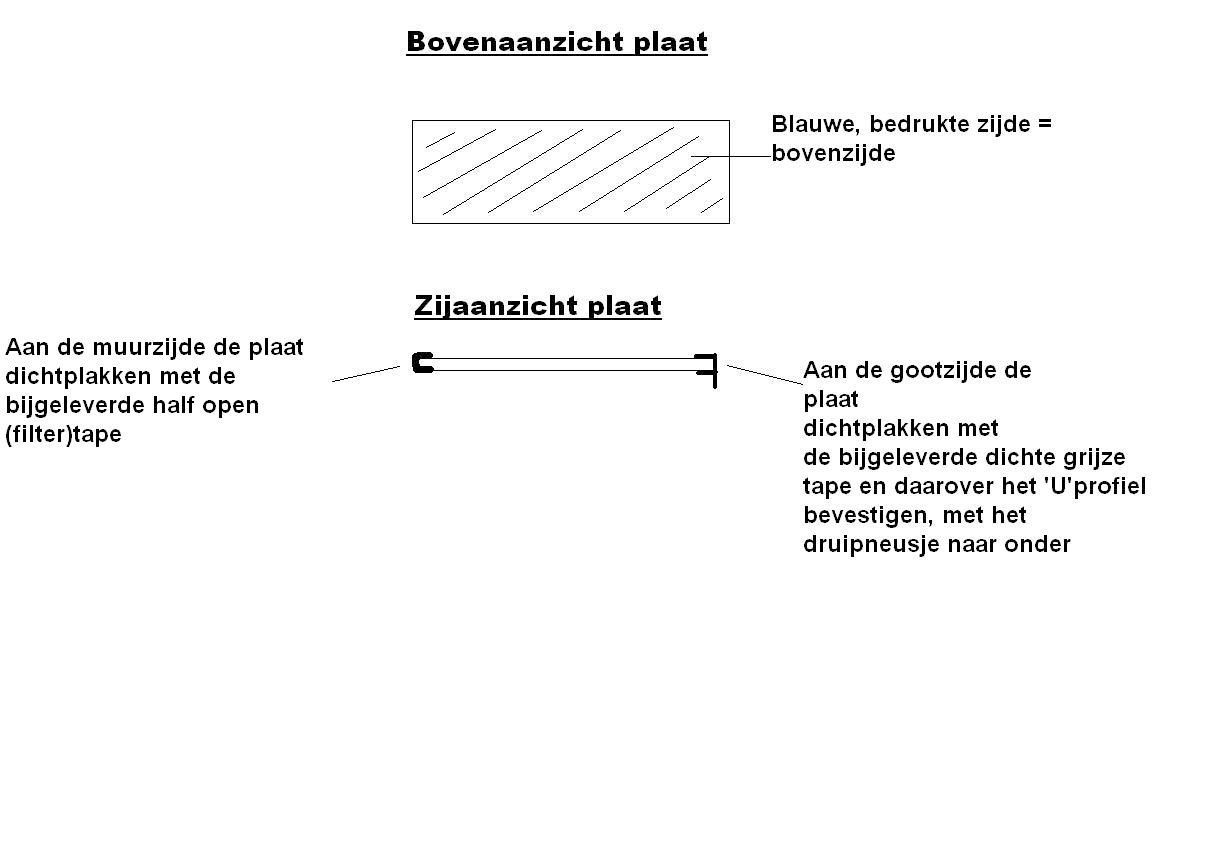 Bovenaanzicht plaat
Blauwe, bedrukte zijde =
bovenzijde
Zijaanzicht plaat
Aan de muurzijde de plaat
dichtplakken met de
bijgeleverde half open
(filter)tape
Aan de gootzijde de
plaat
dichtplakken met
de bijgeleverde dichte grijze
tape en daarover het 'U'profiel
bevestigen, met het
druipneusje naar onder